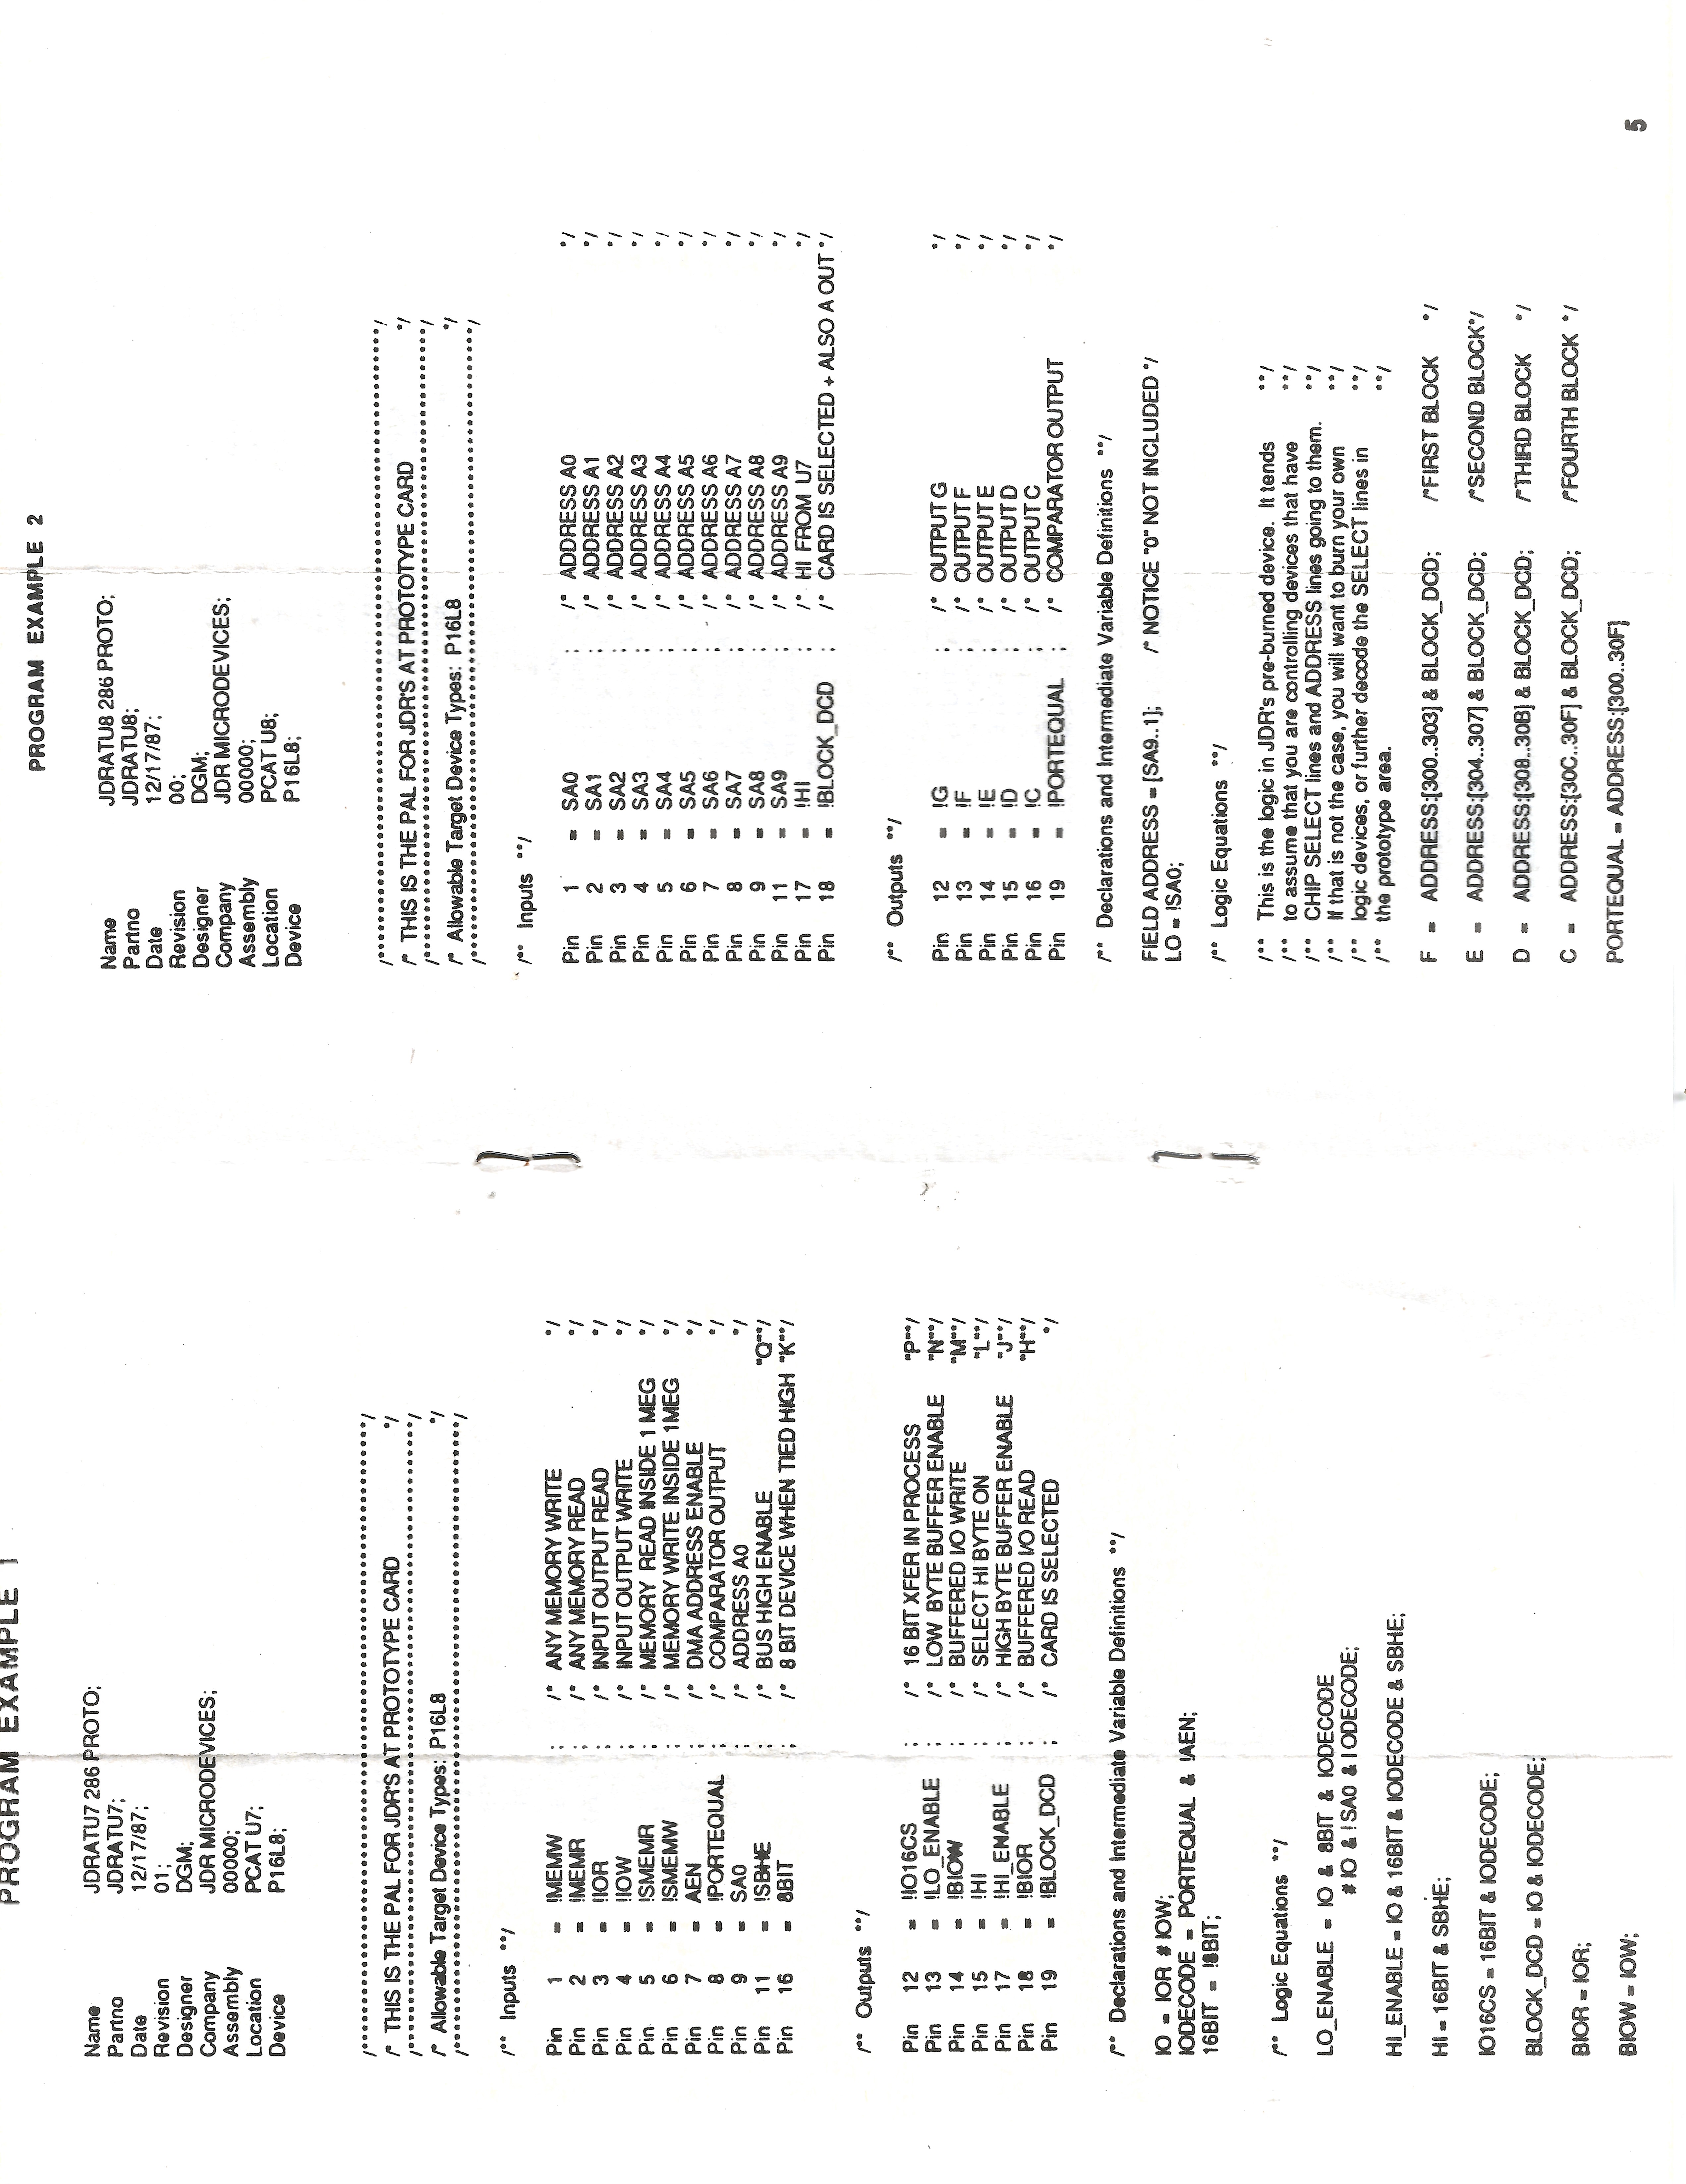 PROGRAM EXAMPLE 1
Name JDRATU7 286 PROTO;
Partno JDRATU7;
Date 12/17/87;
Revision 01;
Designer DGM;
Company JDR MICRODEVICES;
Assembly 00000;
Location PCAT U7;
Device P16L8;
/*************************************************************/
/* THIS IS THE PAL FOR JDR'S AT PROTOTYPE CARD */
/*************************************************************/
/* Allowable Target Device Types: P16L8 */
/*************************************************************/
/** Inputs **/
Pin 1 = !MEMW ; /* ANY MEMORY WRITE */
Pin 2 = !MEMR ; /* ANY MEMORY READ */
Pin 3 = !IOR ; /* INPUT OUTPUT READ */
Pin 4 = !IOW ; /* INPUT OUTPUT WRITE */
Pin 5 = !SMEMR ; /* MEMORY READ INSIDE 1 MEG */
Pin 6 = !SMEMW ; /* MEMORY WRITE INSIDE 1MEG */
Pin 7 = AEN ; /* DMA ADDRESS ENABLE */
Pin 8 = !PORTEQUAL ; /* COMPARATOR OUTPUT */
Pin 9 = SA0 ; /* ADDRESS A0 */
Pin 11 = !SBHE ; /* BUS HIGH ENABLE "Q"*/
Pin 16 = 8BIT ; /* 8 BIT DEVICE WHEN TIED HIGH "K"*/
/** Outputs **/
Pin 12 = !IO16CS ; /* 16 BIT XFER IN PROCESS "P"*/
Pin 13 = !LO_ENABLE ; /* LOW BYTE BUFFER ENABLE "N"*/
Pin 14 = !BIOW ; /* BUFFERED I/O WRITE "M"*/
Pin 15 = !HI ; /* SELECT HI BYTE ON "L"*/
Pin 17 = !HI_ENABLE ; /* HIGH BYTE BUFFER ENABLE "J"*/
Pin 18 = !BIOR ; /* BUFFERED I/O READ "H"*/
Pin 19 = !BLOCK_DCD ; /* CARD IS SELECTED */
/** Declarations and Intermediate Variable Definitions **/
IO = IOR # IOW;
IODECODE = PORTEQUAL & !AEN;
16BIT = !8BIT;
/** Logic Equations **/
LO_ENABLE = IO & 8BIT & IODECODE
# IO & !SA0 & IODECODE;
HI_ENABLE = IO & 16BIT & IODECODE & SBHE;
HI = 16BIT & SBHE;
IO16CS = 16BIT & IODECODE;
BLOCK_DCD = IO & IODECODE;
BIOR = IOR;
BIOW = IOW;
PROGRAM EXAMPLE 2
Name JDRATU8 286 PROTO;
Partno JDRATU8;
Date 12/17/87;
Revision 00;
Designer DGM;
Company JDR MICRODEVICES;
Assembly 00000;
Location PCAT U8;
Device P16L8;
/*************************************************************/
/* THIS IS THE PAL FOR JDR'S AT PROTOTYPE CARD */
/*************************************************************/
/* Allowable Target Device Types: P16L8 */
/*************************************************************/
/** Inputs **/
Pin 1 = SA0 ; /* ADDRESS A0 */
Pin 2 = SA1 ; /* ADDRESS A1 */
Pin 3 = SA2 ; /* ADDRESS A2 */
Pin 4 = SA3 ; /* ADDRESS A3 */
Pin 5 = SA4 ; /* ADDRESS A4 */
Pin 6 = SA5 ; /* ADDRESS A5 */
Pin 7 = SA6 ; /* ADDRESS A6 */
Pin 8 = SA7 ; /* ADDRESS A7 */
Pin 9 = SA8 ; /* ADDRESS A8 */
Pin 11 = SA9 ; /* ADDRESS A9 */
Pin 17 = !HI ; /* HI FROM U7 */
Pin 18 = !BLOCK_DCD ; /* CARD IS SELECTED + ALSO A OUT */
/** Outputs **/
Pin 12 = !G ; /* OUTPUT G */
Pin 13 = !F ; /* OUTPUT F */
Pin 14 = !E ; /* OUTPUT E */
Pin 15 = !D ; /* OUTPUT D */
Pin 16 = !C ; /* OUTPUT C */
Pin 19 = !PORTEQUAL ; /* COMPARATOR OUTPUT */
/** Declarations and Intermediate Variable Definitions **/
FIELD ADDRESS = [SA9..1]; /* NOTICE "0" NOT INCLUDED */
LO = !SA0;
/** Logic Equations **/
/** This is the logic in JDR's pre-burned device. It tends **/
/** to assume that you are controlling devices that have **/
/** CHIP SELECT lines and ADDRESS lines going to them. **/
/** If that is not the case, you will want to burn your own **/
/** logic devices, or further decode the SELECT lines in **/
/** the prototype area. **/
F = ADDRESS:[300..303] & BLOCK_DCD; /*FIRST BLOCK */
E = ADDRESS:[304..307] & BLOCK_DCD; /*SECOND BLOCK*/
D = ADDRESS:[308..30B] & BLOCK_DCD; /*THIRD BLOCK */
C = ADDRESS:[30C..30F] & BLOCK_DCD; /*FOURTH BLOCK */
PORTEQUAL = ADDRESS:[300..30F]
5